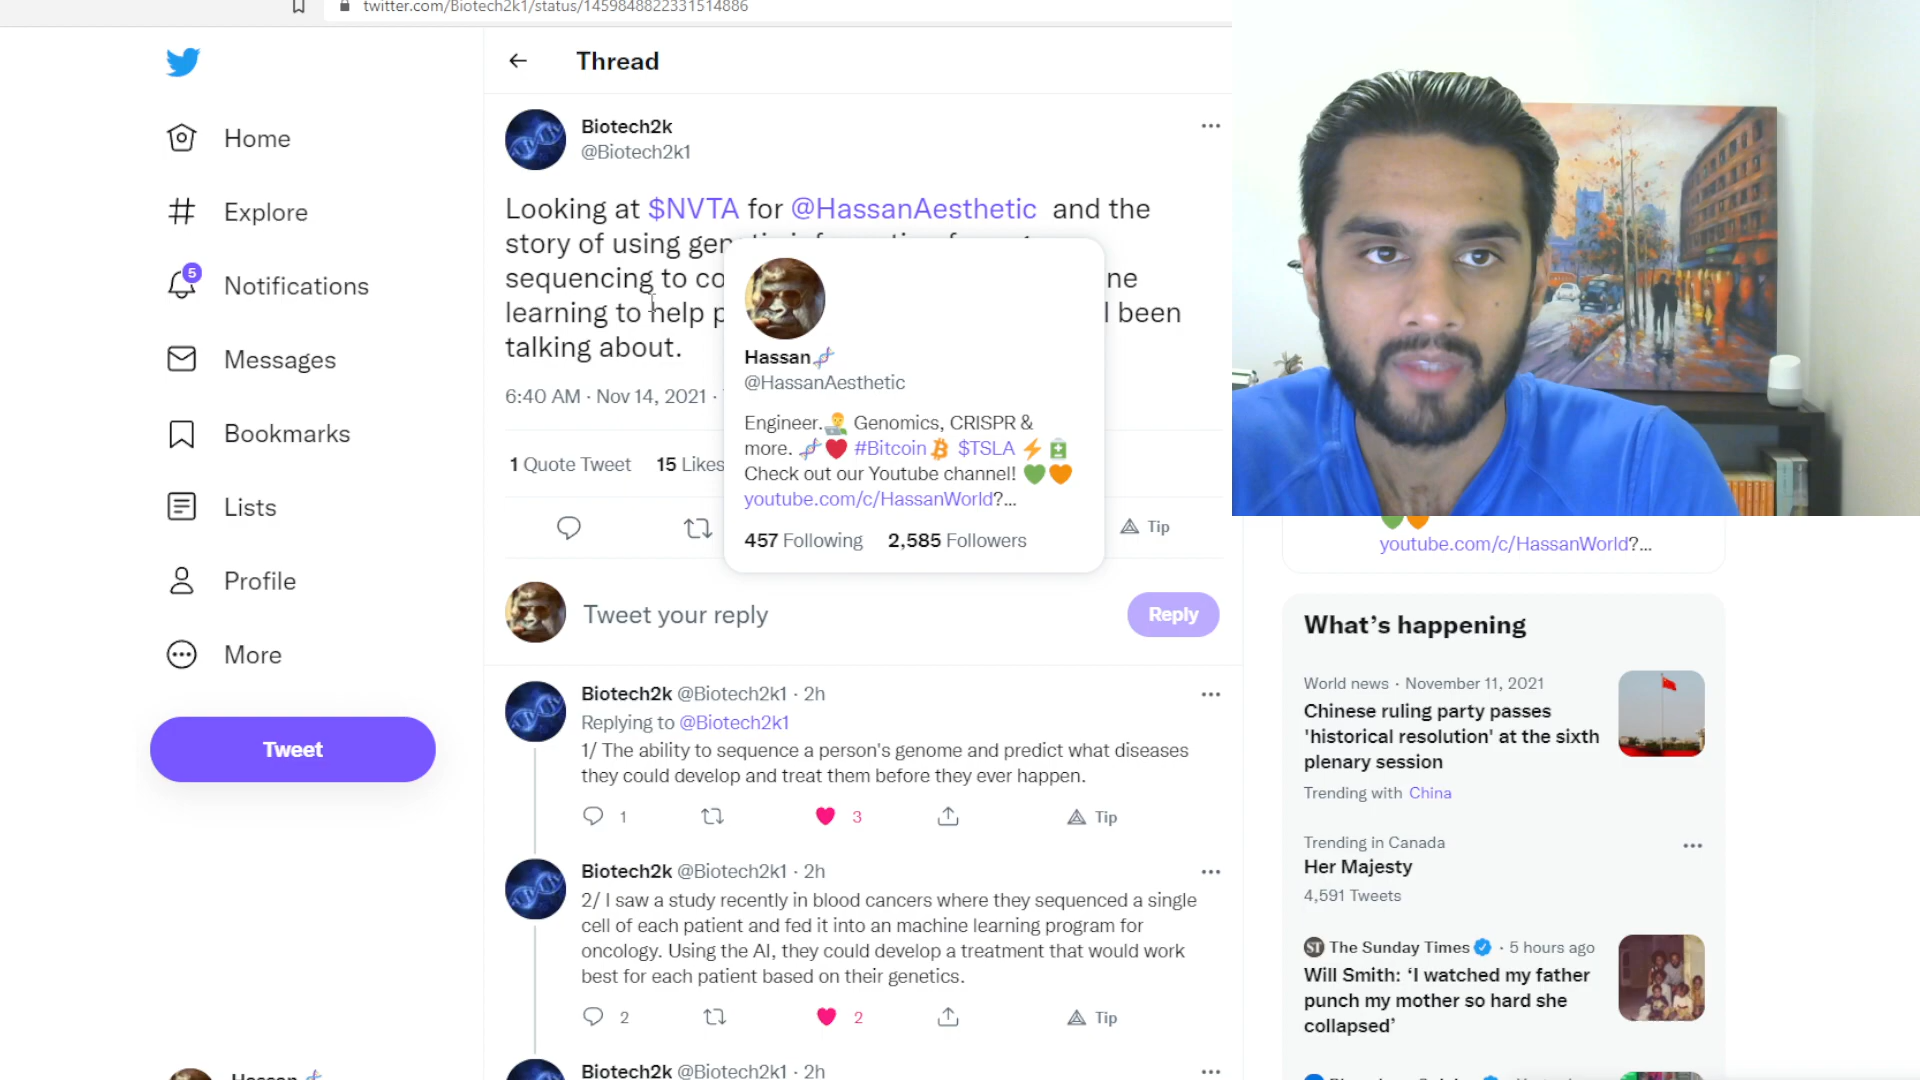 twitter.com/Biotech2k1/status/1459848822331514886
Home
Explore
5
Notifications
Messages
Bookmarks
Lists
Profile
More
Tweet
Hassan
Thread
Biotech2k
@Biotech2k1
Looking at $NVTA for @HassanAesthetic and the
story of using
sequencing to
learning to help been
talking about.
6:40 AM · Nov 14, 2021 ·
1 Quote Tweet 15 Likes
Tip
Hassan
@HassanAesthetic
Engineer. Genomics, CRISPR &
more. #Bitcoin $TSLA
Check out our Youtube channel!
youtube.com/c/HassanWorld?...
457 Following 2,585 Followers
Tweet your reply
Reply
Biotech2k @Biotech2k1 · 2h
Replying to @Biotech2k1
1/ The ability to sequence a person's genome and predict what diseases
they could develop and treat them before they ever happen.
1 3 Tip
Biotech2k @Biotech2k1 · 2h
2/ I saw a study recently in blood cancers where they sequenced a single
cell of each patient and fed it into an machine learning program for
oncology. Using the AI, they could develop a treatment that would work
best for each patient based on their genetics.
2 2 Tip
Biotech2k @Biotech2k1 · 2h
youtube.com/c/HassanWorld?...
What's happening
World news · November 11, 2021
Chinese ruling party passes
'historical resolution' at the sixth
plenary session
Trending with China
Trending in Canada
Her Majesty
4,591 Tweets
ST The Sunday Times · 5 hours ago
Will Smith: ‘I watched my father
punch my mother so hard she
collapsed’